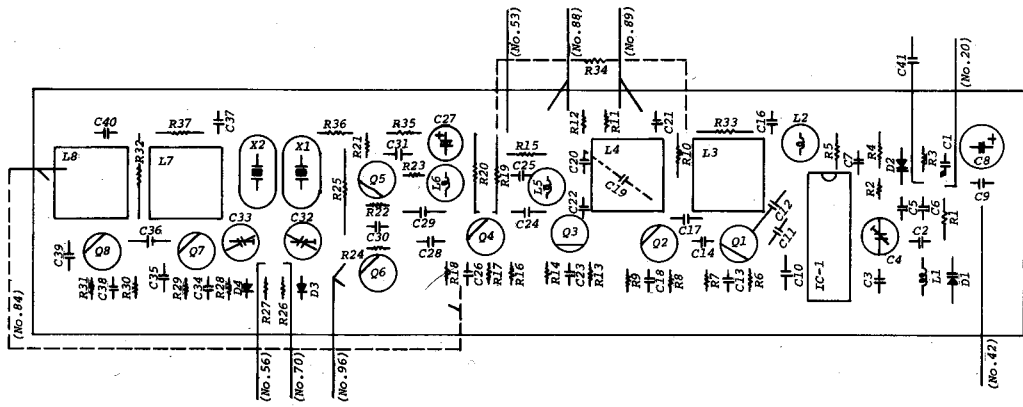 (No.53)
(No.88)
(No.89)
(No.20)
C41
R34
C40
R37
C37
R36
R35
C27
R21
C31
R12
R11
C21
R33
C16
L2
R5
R4
D2
R3
C1
C8
L8
R32
L7
X2
X1
R25
Q5
R23
L6
R20
R19
R15
C25
L5
C20
L4
C19
R10
L3
C7
R2
C9
R22
C29
C24
C22
C17
C12
C11
C5
C6
R1
C39
Q8
C36
Q7
C33
C32
R24
C30
Q6
C28
Q4
Q3
Q2
C14
Q1
C4
C2
R31
C38
R30
C35
R29
C34
R28
D4
R27
R26
D3
R18
C26
R17
R16
R14
C23
R13
R9
C18
R8
R7
C13
R6
C10
IC-1
C3
L1
D1
(No.84)
(No.56)
(No.70)
(No.96)
(No.42)